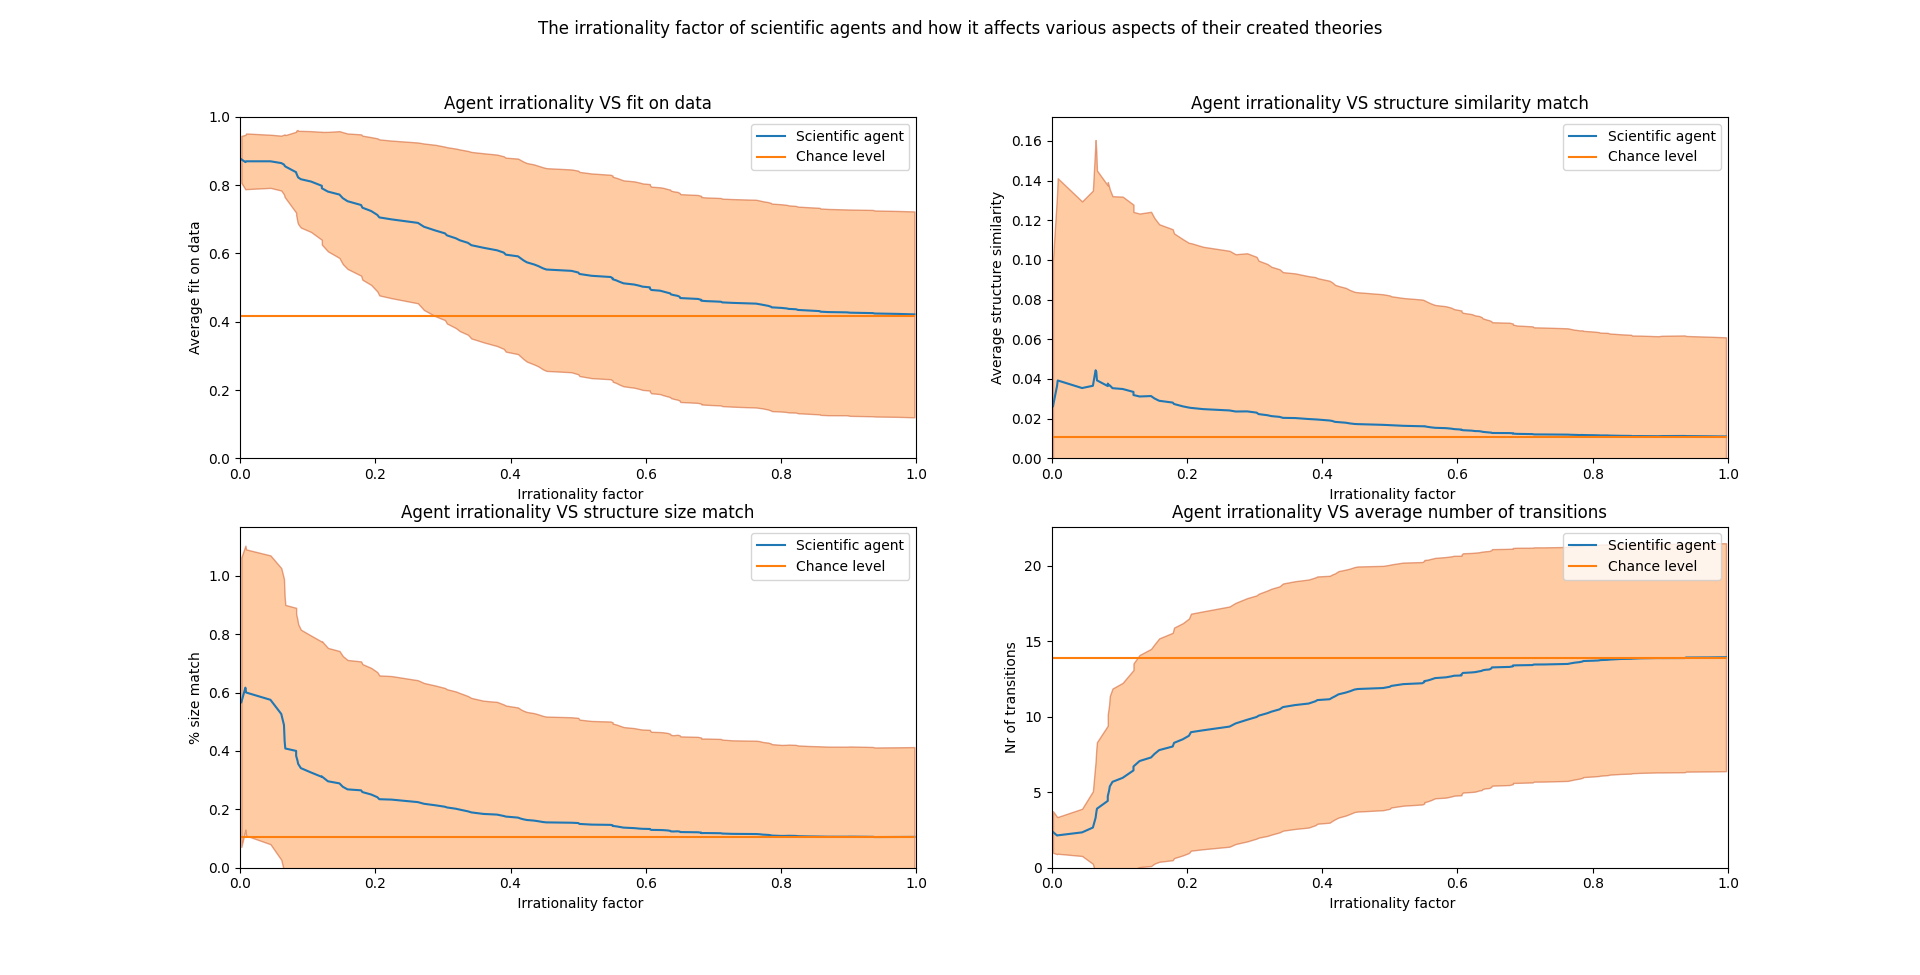 The irrationality factor of scientific agents and how it affects various aspects of their created theories
Agent irrationality VS fit on data
Average fit on data
1.0
0.8
0.6
0.4
0.2
0.0
Scientific agent
Chance level
0.0 0.2 0.4 0.6 0.8 1.0
Irrationality factor
Agent irrationality VS structure similarity match
Average structure similarity
0.16
0.14
0.12
0.10
0.08
0.06
0.04
0.02
0.00
Scientific agent
Chance level
0.0 0.2 0.4 0.6 0.8 1.0
Irrationality factor
Agent irrationality VS structure size match
% size match
1.0
0.8
0.6
0.4
0.2
0.0
Scientific agent
Chance level
0.0 0.2 0.4 0.6 0.8 1.0
Irrationality factor
Agent irrationality VS average number of transitions
Nr of transitions
20
15
10
5
0
Scientific agent
Chance level
0.0 0.2 0.4 0.6 0.8 1.0
Irrationality factor